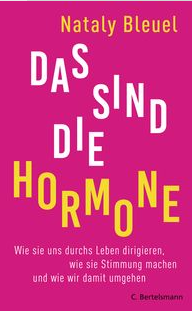 Nataly Bleuel
DAS
SIND
DIE
HORMONE
Wie sie uns durchs Leben dirigieren,
wie sie Stimmung machen
und wie wir damit umgehen
C. Bertelsmann